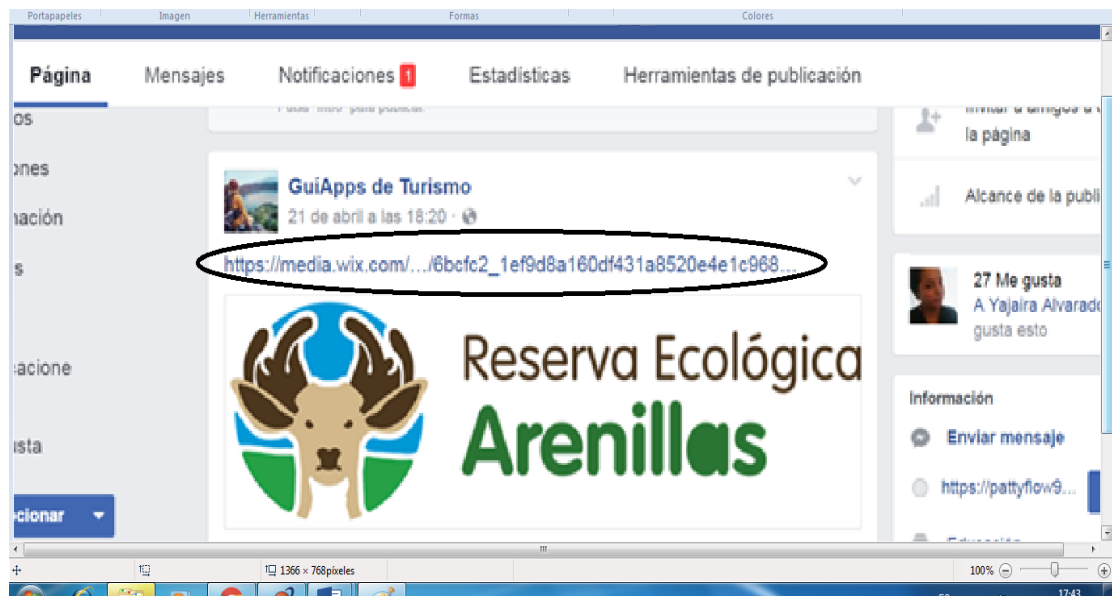 Portapapeles Imagen Herramientas Formas Colores
Página Mensajes Notificaciones 1 Estadísticas Herramientas de publicación
os
ones
nación
s
acione
usta
cionar
GuiApps de Turismo
21 de abril a las 18:20
https://media.wix.com/.../6bcfc2_1ef9d8a160df431a8520e4e1c968...
Reserva Ecológica
Arenillas
la página
Alcance de la publi
27 Me gusta
A Yajaira Alvarado
gusta esto
Información
Enviar mensaje
https://pattyflow9...
1366 × 768píxeles 100%
17:43